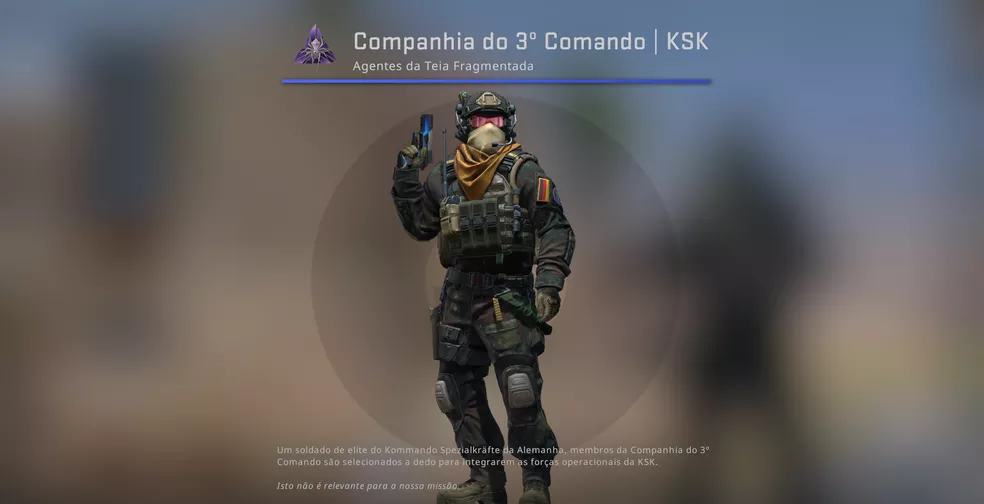 Companhia do 3º Comando | KSK
Agentes da Teia Fragmentada
Um soldado de elite do Kommando Spezialkräfte da Alemanha, membros da Companhia do 3º
Comando são selecionados a dedo para integrarem as forças operacionais da KSK.
Isto não é relevante para a nossa missão.